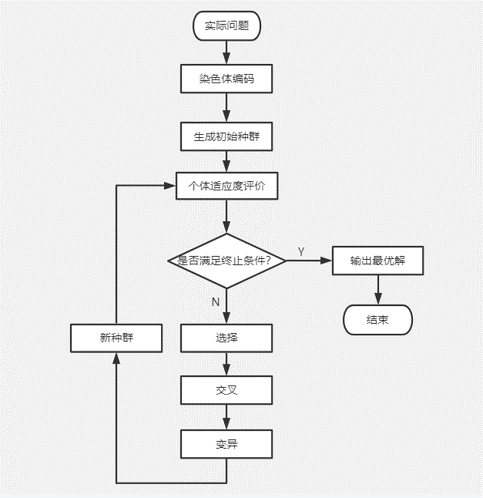 实际问题
染色体编码
生成初始种群
个体适应度评价
是否满足终止条件?
Y
输出最优解
结束
N
选择
交叉
变异
新种群